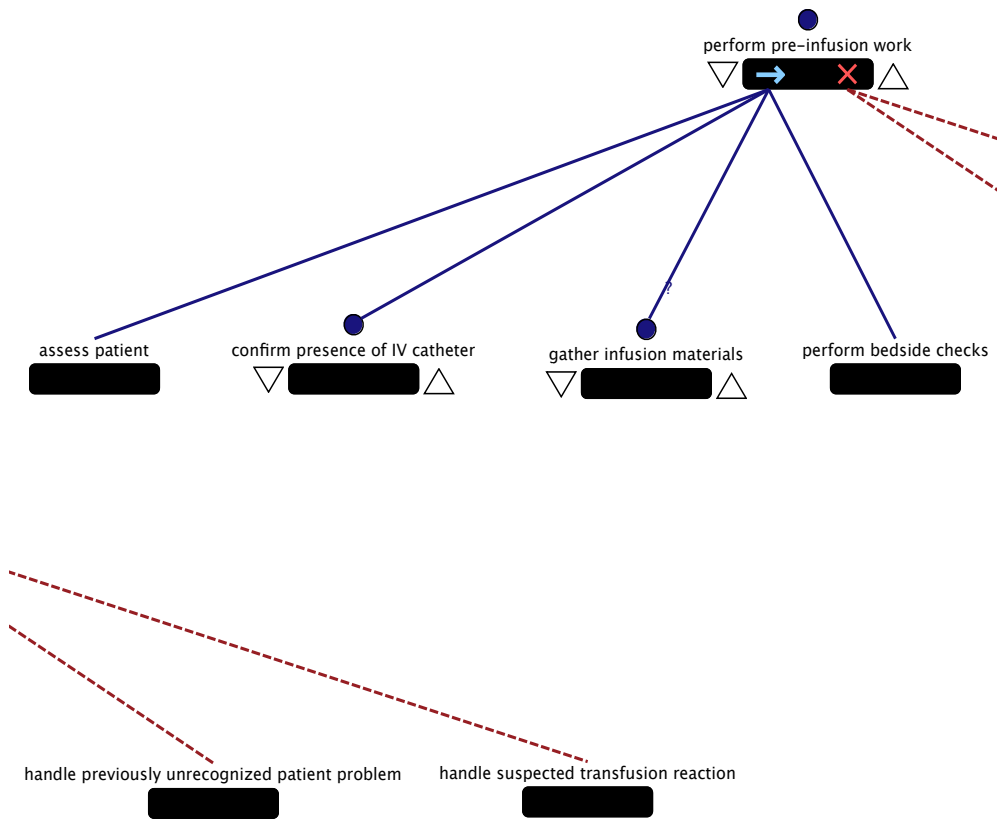 perform pre-infusion work
?
assess patient
confirm presence of IV catheter
gather infusion materials
perform bedside checks
handle previously unrecognized patient problem
handle suspected transfusion reaction